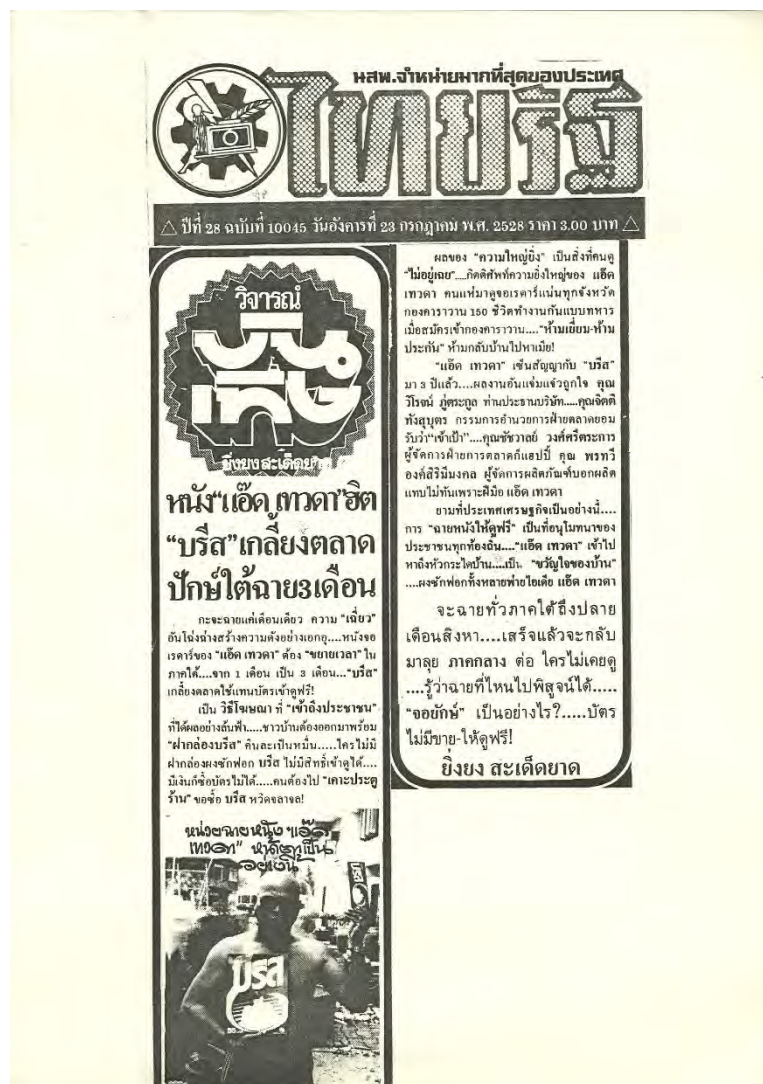 นสพ.จำหน่ายมากที่สุดของประเทศ
ไทยรัฐ
△ ปีที่ 28 ฉบับที่ 10045 วันอังคารที่ 23 กรกฎาคม พ.ศ. 2528 ราคา 3.00 บาท △
วิจารณ์
บันเทิง
ยิ่งยง สะเด็ดยาด
หนัง“แอ๊ด เทวดา”ฮิต
“บรีส”เกลี้ยงตลาด
ปักษ์ใต้ฉาย3เดือน
กะจะฉายแค่เดือนเดียว ความ “เฉี่ยว”
อันโฉ่งฉ่างสร้างความดังอย่างเอกอุ....หนังจอ
เรดาร์ของ “แอ๊ด เทวดา” ต้อง “ขยายเวลา” ใน
ภาคใต้....จาก 1 เดือน เป็น 3 เดือน...“บรีส”
เกลี้ยงตลาดใช้แทนบัตรเข้าดูฟรี!
เป็น วิธีโฆษณา ที่ “เข้าถึงประชาชน”
ที่ได้ผลอย่างล้นฟ้า.....ชาวบ้านต้องออกมาพร้อม
“ฝากล่องบรีส” คืนละเป็นหมื่น.....ใครไม่มี
ฝากล่องผงซักฟอก บรีส ไม่มีสิทธิ์เข้าดูได้....
มีเงินก็ซื้อบัตรไม่ได้.....คนต้องไป “เคาะประตู
ร้าน” ขอซื้อ บรีส หวิดจลาจล!
หน่วยฉายหนัง “แอ๊ด
เทวดา” หาดใหญ่เป็น
อย่างนี้
บรีส
ผลของ “ความใหญ่ยิ่ง” เป็นสิ่งที่คนดู
“ไม่อยู่เฉย”....กิตติศัพท์ความยิ่งใหญ่ของ แอ๊ด
เทวดา คนแห่มาดูจอเรดาร์แน่นทุกจังหวัด
กองคาราวาน 150 ชีวิตทำงานกันแบบทหาร
เมื่อสมัครเข้ากองคาราวาน....“ห้ามเยี่ยม-ห้าม
ประกัน” ห้ามกลับบ้านไปหาเมีย!
“แอ๊ด เทวดา” เซ็นสัญญากับ “บรีส”
มา 3 ปีแล้ว....ผลงานอันแจ่มแจ๋วถูกใจ คุณ
วิโรจน์ ภู่ตระกูล ท่านประธานบริษัท.....คุณจิตติ
ทังสุบุตร กรรมการอำนวยการฝ่ายตลาดยอม
รับว่า“เข้าเป้า”....คุณชัชวาลย์ วงศ์ศรีตระการ
ผู้จัดการฝ่ายการตลาดก็แฮปปี้ คุณ พรทวี
องค์สิริมีมงคล ผู้จัดการผลิตภัณฑ์บอกผลิต
แทบไม่ทันเพราะฝีมือ แอ๊ด เทวดา
ยามที่ประเทศเศรษฐกิจเป็นอย่างนี้....
การ “ฉายหนังให้ดูฟรี” เป็นที่อนุโมทนาของ
ประชาชนทุกท้องถิ่น....“แอ๊ด เทวดา” เข้าไป
หาถึงหัวกระไดบ้าน....เป็น “ขวัญใจของบ้าน”
....ผงซักฟอกทั้งหลายพ่ายไอเดีย แอ๊ด เทวดา
จะฉายทั่วภาคใต้ถึงปลาย
เดือนสิงหา....เสร็จแล้วจะกลับ
มาลุย ภาคกลาง ต่อ ใครไม่เคยดู
....รู้ว่าฉายที่ไหนไปพิสูจน์ได้.....
“จอยักษ์” เป็นอย่างไร?.....บัตร
ไม่มีขาย-ให้ดูฟรี!
ยิ่งยง สะเด็ดยาด